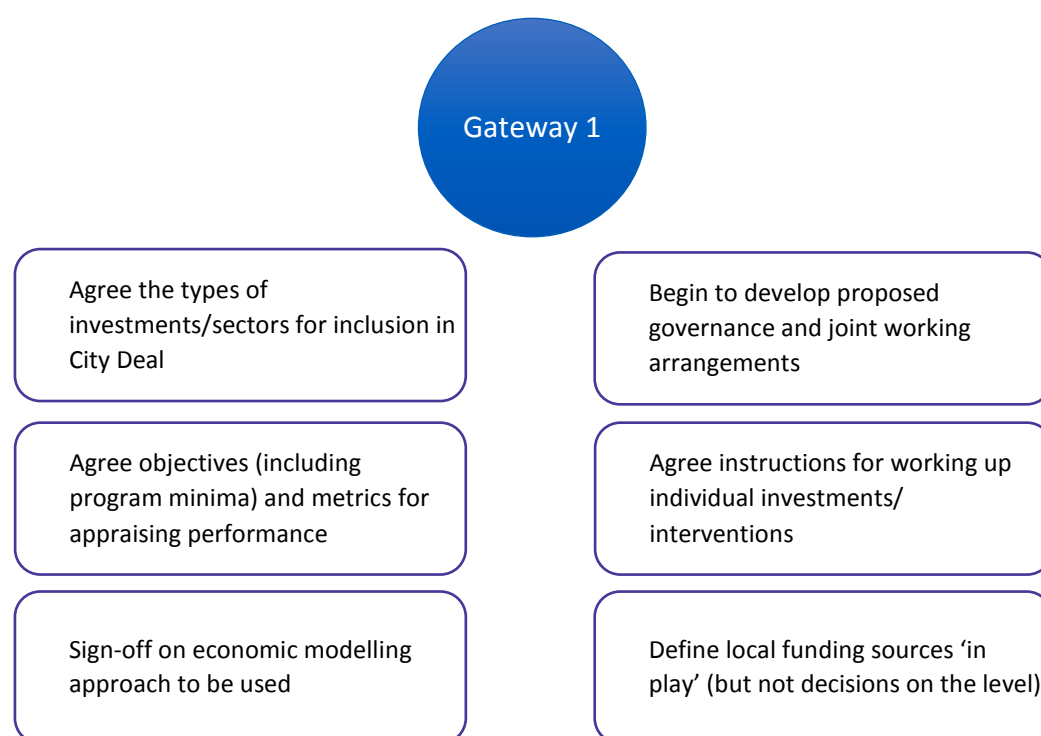 Gateway 1
Agree the types of
investments/sectors for inclusion in
City Deal
Begin to develop proposed
governance and joint working
arrangements
Agree objectives (including
program minima) and metrics for
appraising performance
Agree instructions for working up
individual investments/
interventions
Sign-off on economic modelling
approach to be used
Define local funding sources ‘in
play’ (but not decisions on the level)